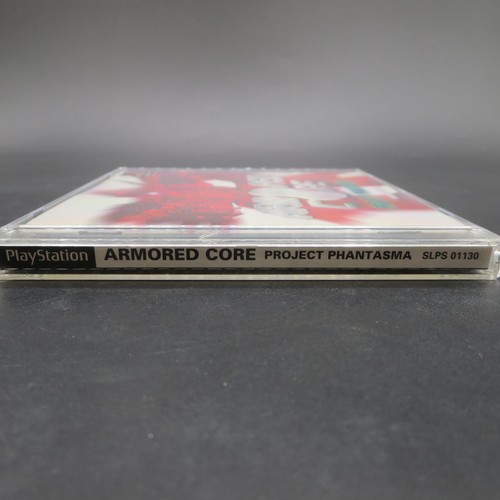 PlayStation ARMORED CORE PROJECT PHANTASMA SLPS 01130